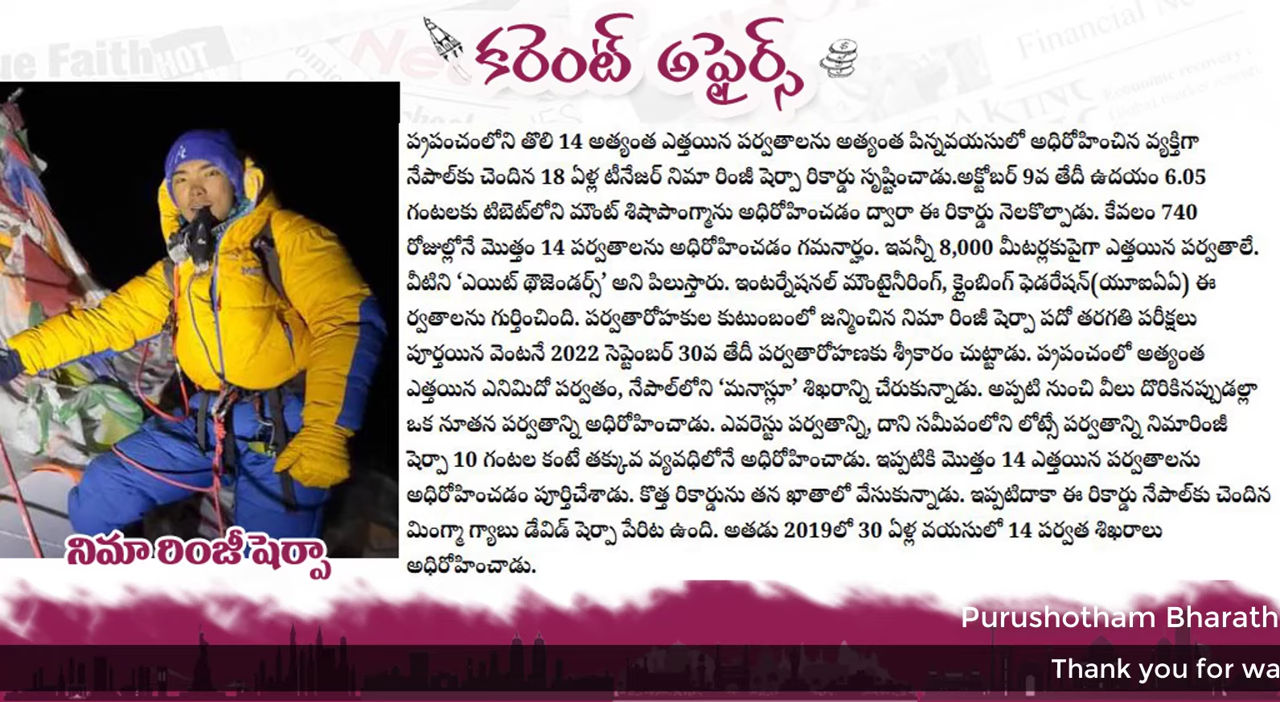 కరెంట్ అఫైర్స్
ప్రపంచంలోని తొలి 14 అత్యంత ఎత్తయిన పర్వతాలను అత్యంత పిన్నవయసులో అధిరోహించిన వ్యక్తిగా
నేపాల్‌కు చెందిన 18 ఏళ్ల టీనేజర్ నిమా రింజీ షెర్పా రికార్డు సృష్టించాడు.అక్టోబర్ 9వ తేదీ ఉదయం 6.05
గంటలకు టిబెట్‌లోని మౌంట్ శిషాపాంగ్మాను అధిరోహించడం ద్వారా ఈ రికార్డు నెలకొల్పాడు. కేవలం 740
రోజుల్లోనే మొత్తం 14 పర్వతాలను అధిరోహించడం గమనార్హం. ఇవన్నీ 8,000 మీటర్లకుపైగా ఎత్తయిన పర్వతాలే.
వీటిని ‘ఎయిట్ థౌజెండర్స్’ అని పిలుస్తారు. ఇంటర్నేషనల్ మౌంటైనీరింగ్, క్లైంబింగ్ ఫెడరేషన్(యూఐఏఏ) ఈ
ర్వతాలను గుర్తించింది. పర్వతారోహకుల కుటుంబంలో జన్మించిన నిమా రింజీ షెర్పా పదో తరగతి పరీక్షలు
పూర్తయిన వెంటనే 2022 సెప్టెంబర్ 30వ తేదీ పర్వతారోహణకు శ్రీకారం చుట్టాడు. ప్రపంచంలో అత్యంత
ఎత్తయిన ఎనిమిదో పర్వతం, నేపాల్‌లోని ‘మనాస్లూ’ శిఖరాన్ని చేరుకున్నాడు. అప్పటి నుంచి వీలు దొరికినప్పుడల్లా
ఒక నూతన పర్వతాన్ని అధిరోహించాడు. ఎవరెస్టు పర్వతాన్ని, దాని సమీపంలోని లోట్సే పర్వతాన్ని నిమారింజీ
షెర్పా 10 గంటల కంటే తక్కువ వ్యవధిలోనే అధిరోహించాడు. ఇప్పటికి మొత్తం 14 ఎత్తయిన పర్వతాలను
అధిరోహించడం పూర్తిచేశాడు. కొత్త రికార్డును తన ఖాతాలో వేసుకున్నాడు. ఇప్పటిదాకా ఈ రికార్డు నేపాల్‌కు చెందిన
మింగ్మా గ్యాబు డేవిడ్ షెర్పా పేరిట ఉంది. అతడు 2019లో 30 ఏళ్ల వయసులో 14 పర్వత శిఖరాలు
అధిరోహించాడు.
నిమా రింజీ షెర్పా
Purushotham Bharath
Thank you for wa